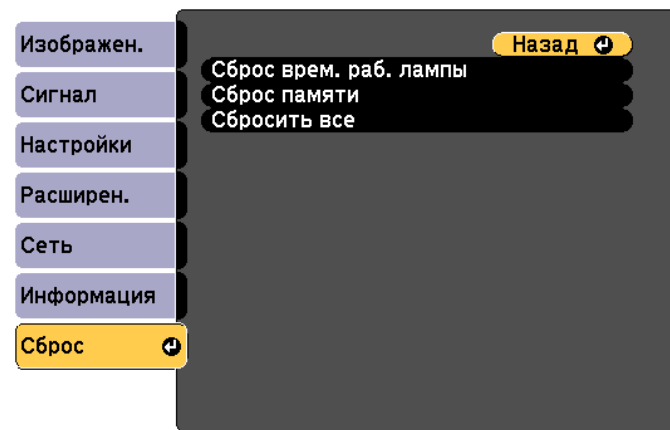 Изображен.
Сигнал
Настройки
Расширен.
Сеть
Информация
Сброс
Назад
Сброс врем. раб. лампы
Сброс памяти
Сбросить все